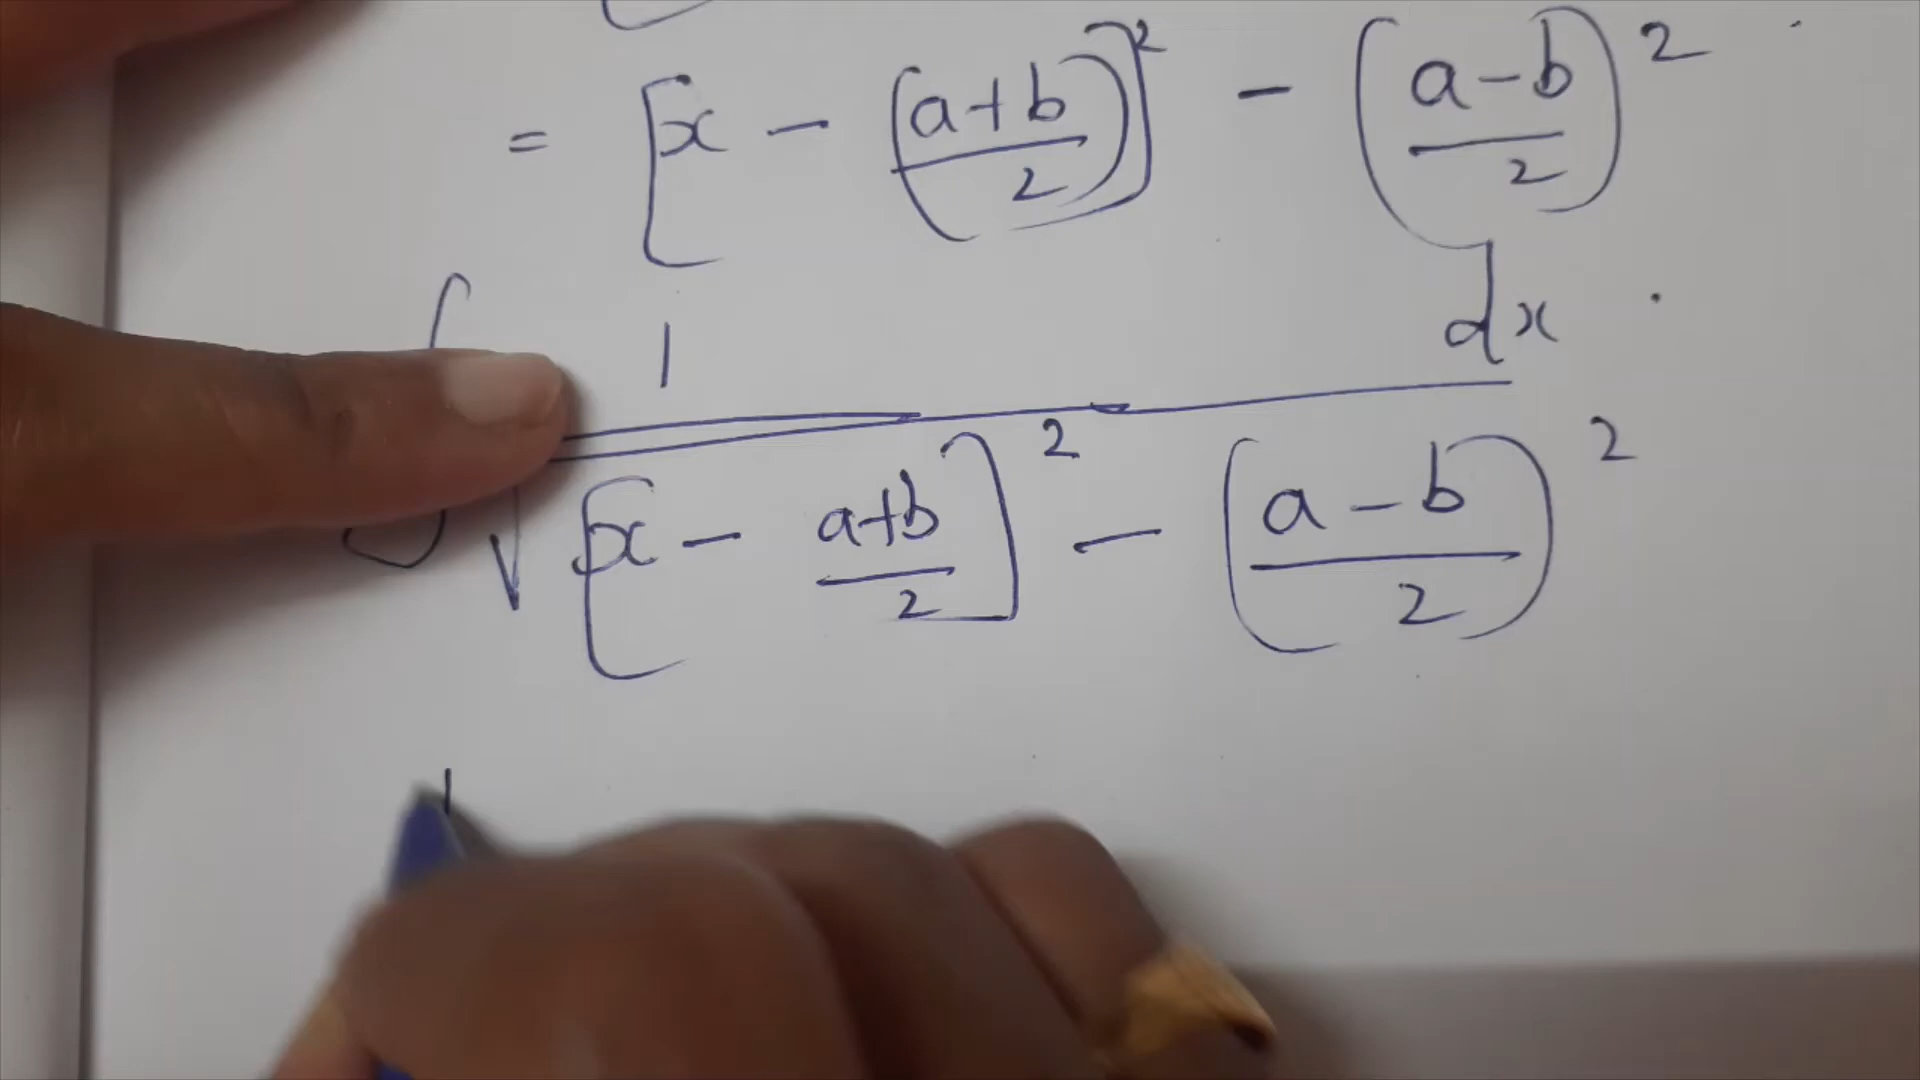 = [x - (a+b/2)]² - (a-b/2)²
∫ 1/√[x - a+b/2]² - (a-b/2)² dx